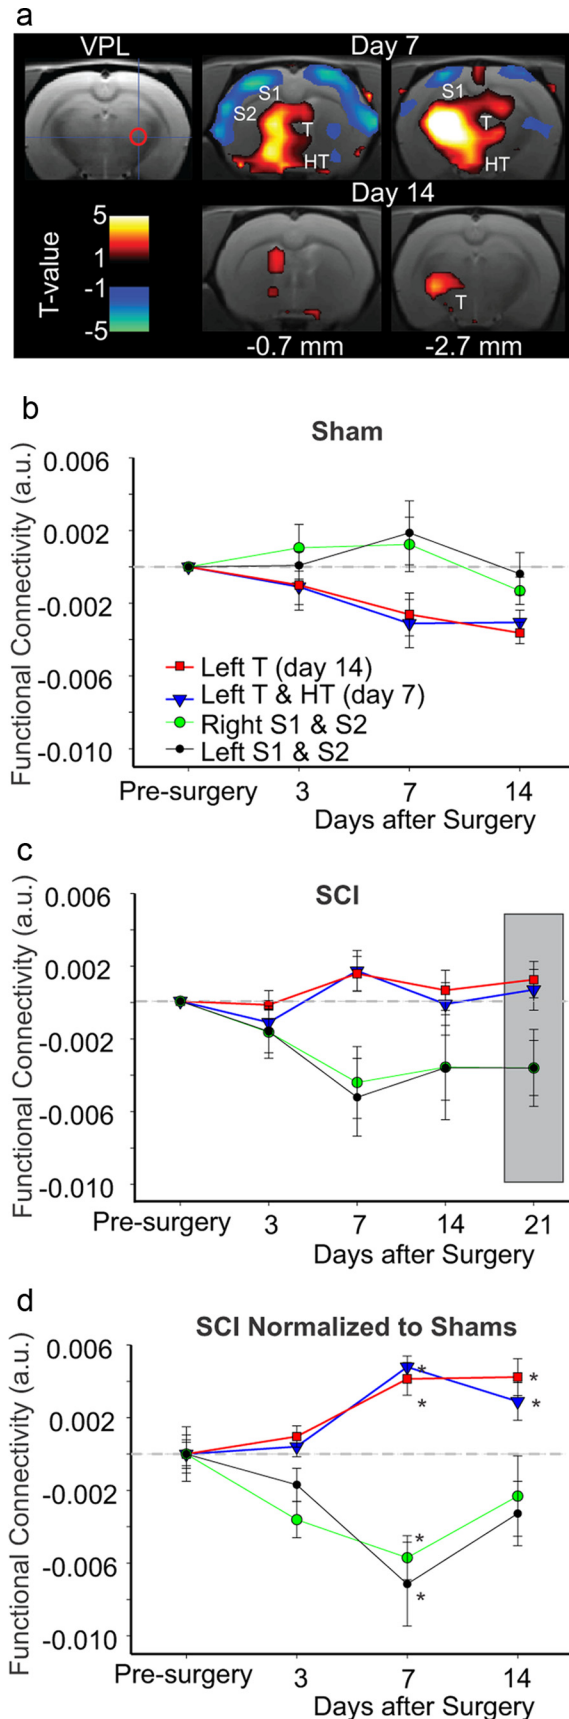 a
VPL
Day 7
S1
S2
T
HT
S1
T
HT
Day 14
T-value
5
1
-1
-5
T
-0.7 mm
-2.7 mm
b
Sham
Functional Connectivity (a.u.)
0.006
0.002
-0.002
-0.006
-0.010
Left T (day 14)
Left T & HT (day 7)
Right S1 & S2
Left S1 & S2
Pre-surgery
3
7
14
Days after Surgery
c
SCI
Functional Connectivity (a.u.)
0.006
0.002
-0.002
-0.006
-0.010
Pre-surgery
3
7
14
21
Days after Surgery
d
SCI Normalized to Shams
Functional Connectivity (a.u.)
0.006
0.002
-0.002
-0.006
-0.010
*
*
*
*
*
*
Pre-surgery
3
7
14
Days after Surgery